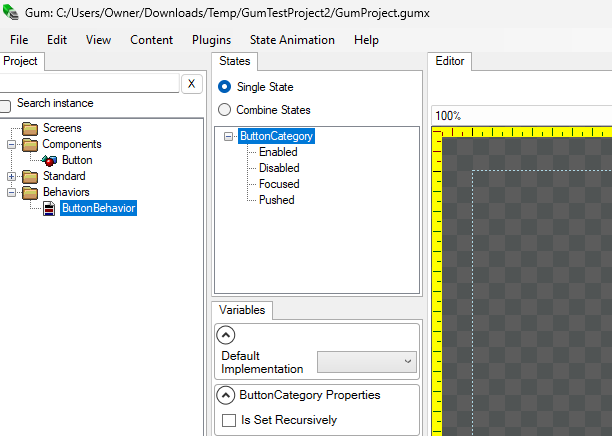 Gum: C:/Users/Owner/Downloads/Temp/GumTestProject2/GumProject.gumx
File Edit View Content Plugins State Animation Help
Project
X
Search instance
Screens
Components
Button
Standard
Behaviors
ButtonBehavior
States
Single State
Combine States
ButtonCategory
Enabled
Disabled
Focused
Pushed
Variables
Default
Implementation
ButtonCategory Properties
Is Set Recursively
Editor
100%